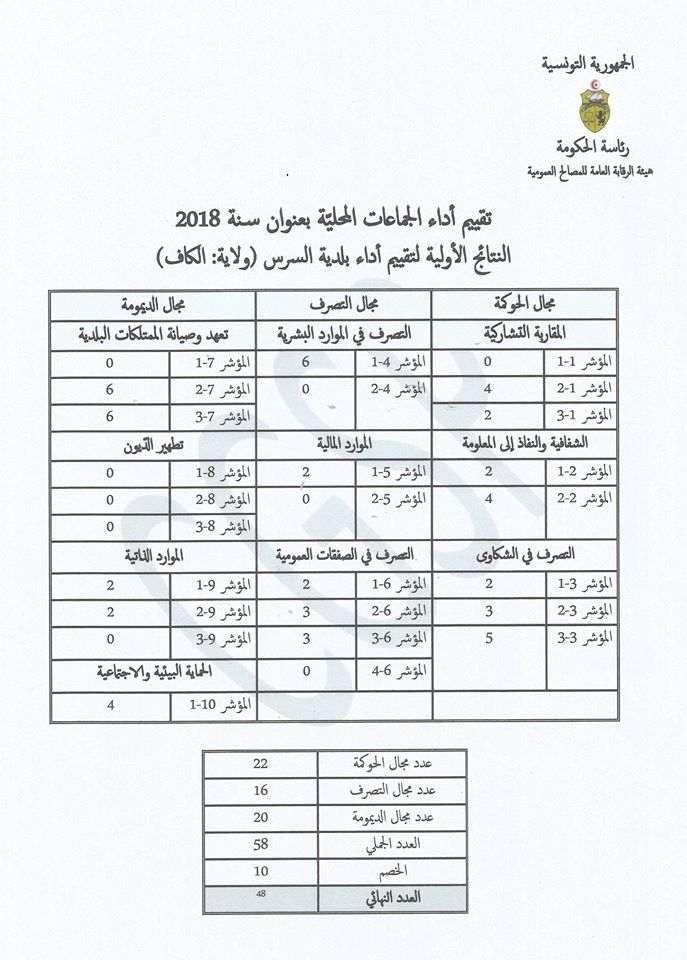 الجمهورية التونسية
رئاسة الحكومة
هيئة الرقابة العامة للمصالح العمومية
تقييم أداء الجماعات المحليّة بعنوان سنة 2018
النتائج الأولية لتقييم أداء بلدية السرس (ولاية: الكاف)
مجال الحوكمة مجال التصرف مجال الديمومة
المقاربة التشاركية التصرف في الموارد البشرية تعهد وصيانة الممتلكات البلدية
المؤشر 1-1 0 المؤشر 4-1 6 المؤشر 7-1 0
المؤشر 1-2 4 المؤشر 4-2 0 المؤشر 7-2 6
المؤشر 1-3 2 المؤشر 7-3 6
الشفافية والنفاذ إلى المعلومة الموارد المالية تطهير الدّيون
المؤشر 2-1 2 المؤشر 5-1 2 المؤشر 8-1 0
المؤشر 2-2 4 المؤشر 5-2 0 المؤشر 8-2 0
المؤشر 8-3 0
التصرف في الشكاوى التصرف في الصفقات العمومية الموارد الذاتية
المؤشر 3-1 2 المؤشر 6-1 2 المؤشر 9-1 2
المؤشر 3-2 3 المؤشر 6-2 3 المؤشر 9-2 2
المؤشر 3-3 5 المؤشر 6-3 3 المؤشر 9-3 0
المؤشر 6-4 0 الحماية البيئية والاجتماعية
المؤشر 10-1 4
عدد مجال الحوكمة 22
عدد مجال التصرف 16
عدد مجال الديمومة 20
العدد الجملي 58
الخصم 10
العدد النهائي 48